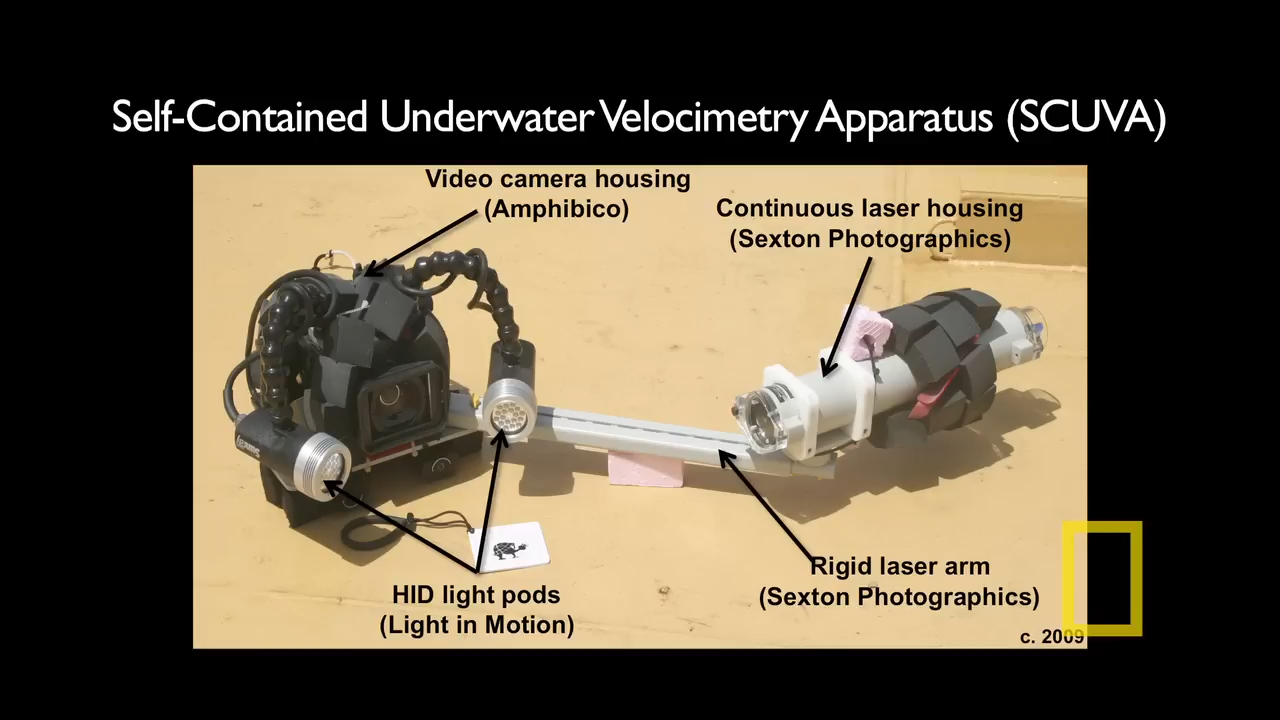 Self-Contained Underwater Velocimetry Apparatus (SCUVA)
Video camera housing
(Amphibico)
Continuous laser housing
(Sexton Photographics)
Rigid laser arm
(Sexton Photographics)
HID light pods
(Light in Motion)
c. 2009